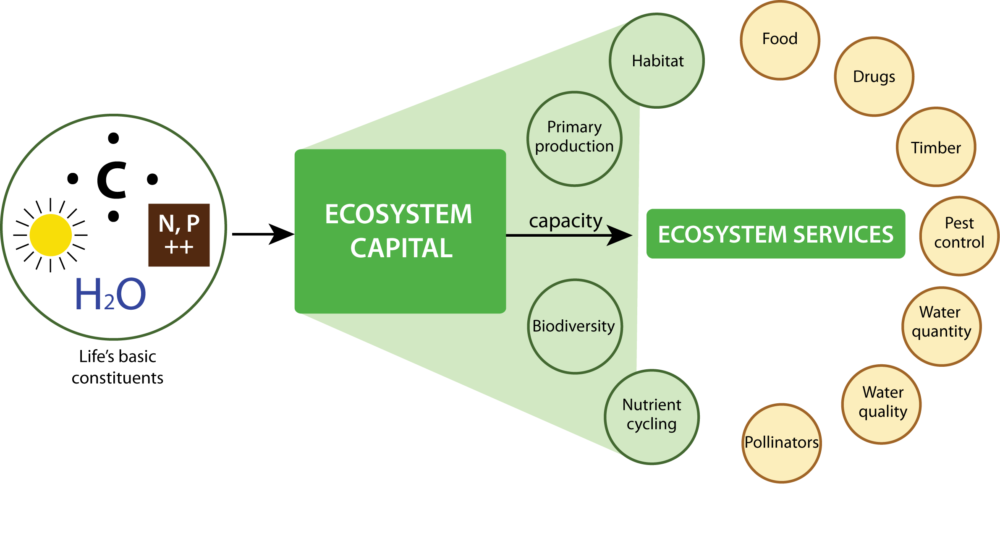 C
N, P
++
H₂O
Life’s basic
constituents
ECOSYSTEM
CAPITAL
capacity
Habitat
Primary
production
Biodiversity
Nutrient
cycling
ECOSYSTEM SERVICES
Food
Drugs
Timber
Pest
control
Water
quantity
Water
quality
Pollinators